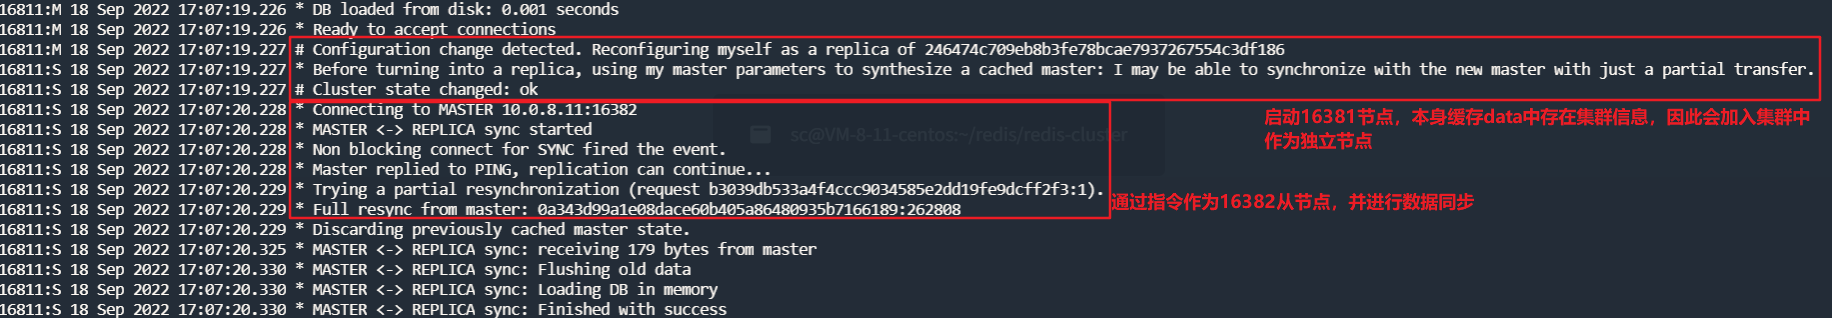 16811:M 18 Sep 2022 17:07:19.226 * DB loaded from disk: 0.001 seconds
16811:M 18 Sep 2022 17:07:19.226 * Ready to accept connections
16811:M 18 Sep 2022 17:07:19.227 # Configuration change detected. Reconfiguring myself as a replica of 246474c709eb8b3fe78bcae7937267554c3df186
16811:S 18 Sep 2022 17:07:19.227 * Before turning into a replica, using my master parameters to synthesize a cached master: I may be able to synchronize with the new master with just a partial transfer.
16811:S 18 Sep 2022 17:07:19.227 # Cluster state changed: ok
16811:S 18 Sep 2022 17:07:20.228 * Connecting to MASTER 10.0.8.11:16382
启动16381节点，本身缓存data中存在集群信息，因此会加入集群中
作为独立节点
16811:S 18 Sep 2022 17:07:20.228 * MASTER <-> REPLICA sync started
sc@VM-8-11-centos:~/redis/redis-cluster
16811:S 18 Sep 2022 17:07:20.228 * Non blocking connect for SYNC fired the event.
16811:S 18 Sep 2022 17:07:20.228 * Master replied to PING, replication can continue...
16811:S 18 Sep 2022 17:07:20.229 * Trying a partial resynchronization (request b3039db533a4f4ccc9034585e2dd19fe9dcff2f3:1).
16811:S 18 Sep 2022 17:07:20.229 * Full resync from master: 0a343d99a1e08dace60b405a86480935b7166189:262808
通过指令作为16382从节点，并进行数据同步
16811:S 18 Sep 2022 17:07:20.229 * Discarding previously cached master state.
16811:S 18 Sep 2022 17:07:20.325 * MASTER <-> REPLICA sync: receiving 179 bytes from master
16811:S 18 Sep 2022 17:07:20.330 * MASTER <-> REPLICA sync: Flushing old data
16811:S 18 Sep 2022 17:07:20.330 * MASTER <-> REPLICA sync: Loading DB in memory
16811:S 18 Sep 2022 17:07:20.330 * MASTER <-> REPLICA sync: Finished with success